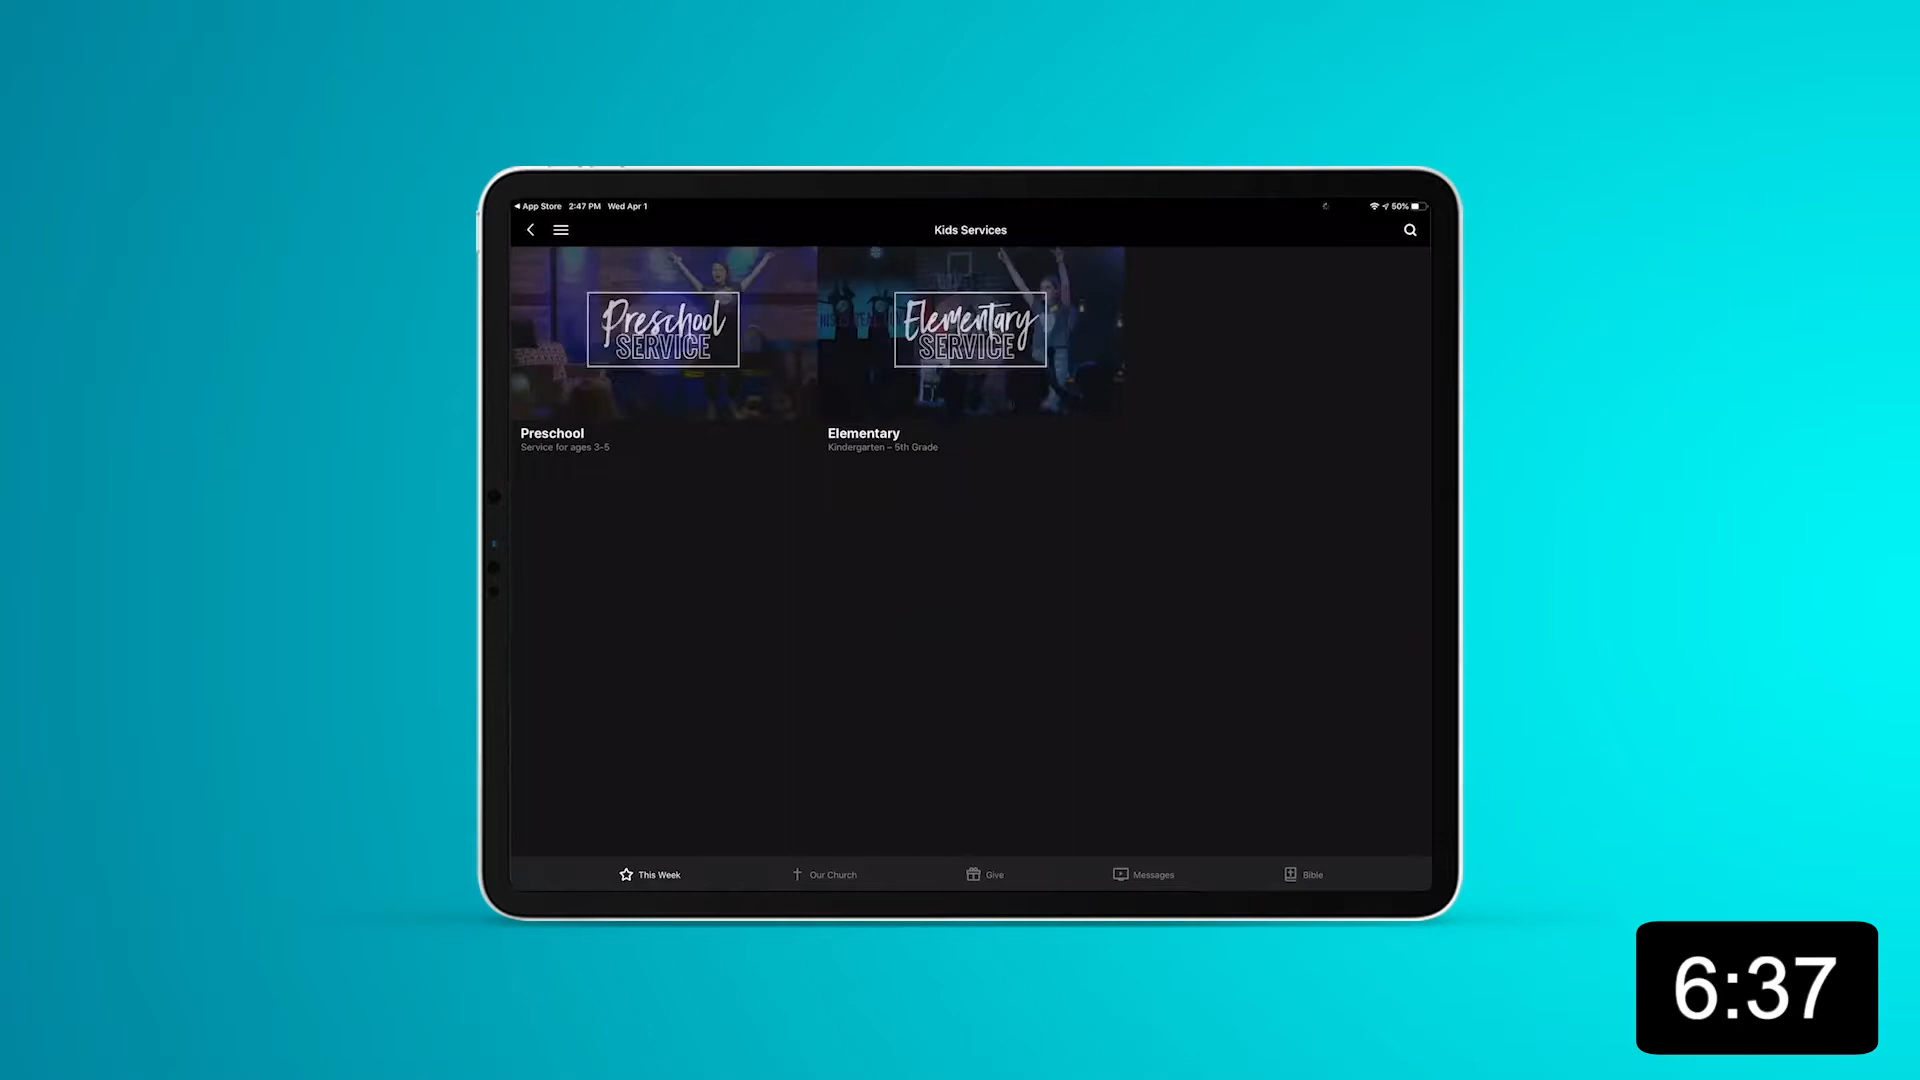 ◀ App Store 2:47 PM Wed Apr 1
50%
Kids Services
Preschool
SERVICE
Elementary
SERVICE
Preschool
Service for ages 3-5
Elementary
Kindergarten – 5th Grade
This Week
Our Church
Give
Messages
Bible
6:37